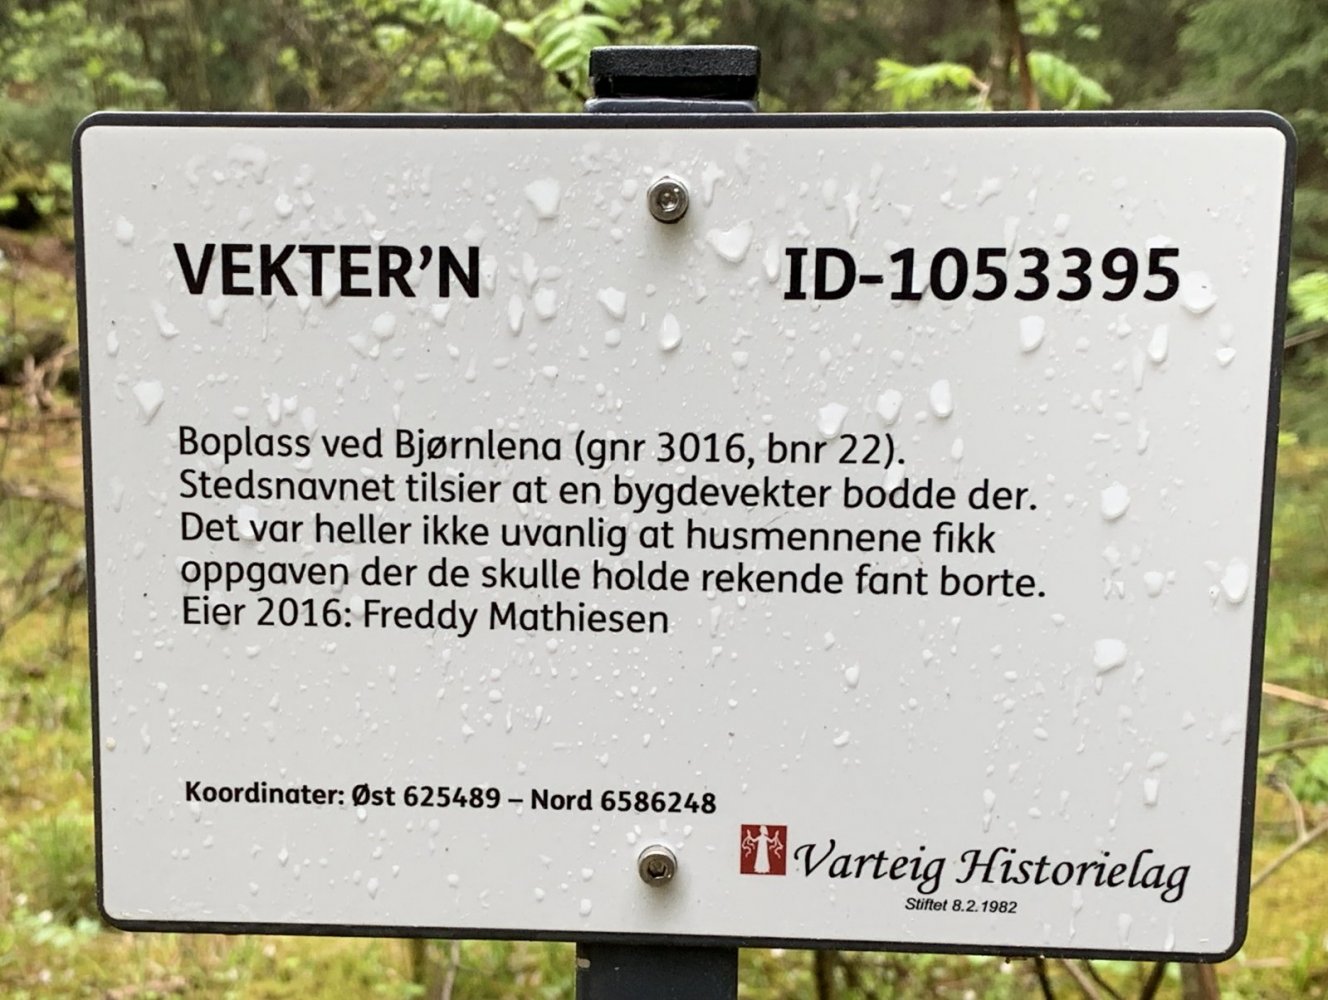 VEKTER’N ID-1053395
Boplass ved Bjørnlena (gnr 3016, bnr 22).
Stedsnavnet tilsier at en bygdevekter bodde der.
Det var heller ikke uvanlig at husmennene fikk
oppgaven der de skulle holde rekende fant borte.
Eier 2016: Freddy Mathiesen
Koordinater: Øst 625489 – Nord 6586248
Varteig Historielag
Stiftet 8.2.1982